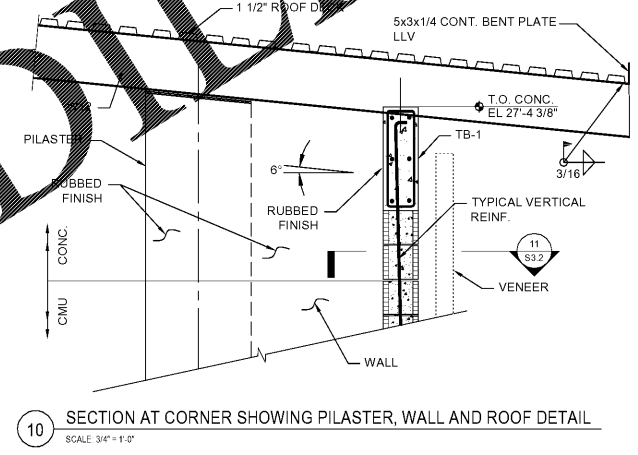 1 1/2" ROOF DECK
5x3x1/4 CONT. BENT PLATE
LLV
T.O. CONC.
EL 27'-4 3/8"
TB-1
PILASTER
6°
3/16
RUBBED
FINISH
RUBBED
FINISH
TYPICAL VERTICAL
REINF.
CONC.
11
S3.2
VENEER
CMU
WALL
10
SECTION AT CORNER SHOWING PILASTER, WALL AND ROOF DETAIL
SCALE: 3/4" = 1'-0"